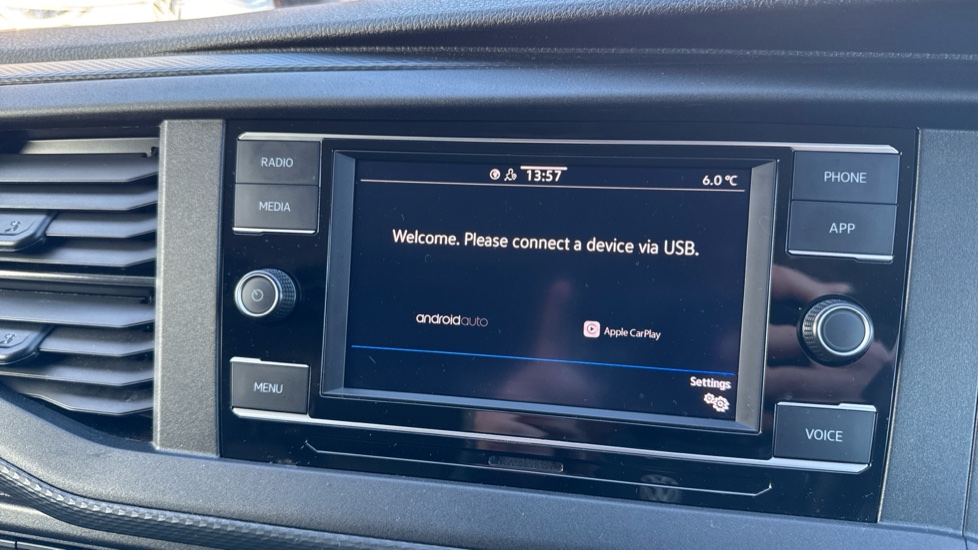 RADIO
MEDIA
MENU
13:57
6.0 °C
Welcome. Please connect a device via USB.
androidauto
Apple CarPlay
Settings
PHONE
APP
VOICE